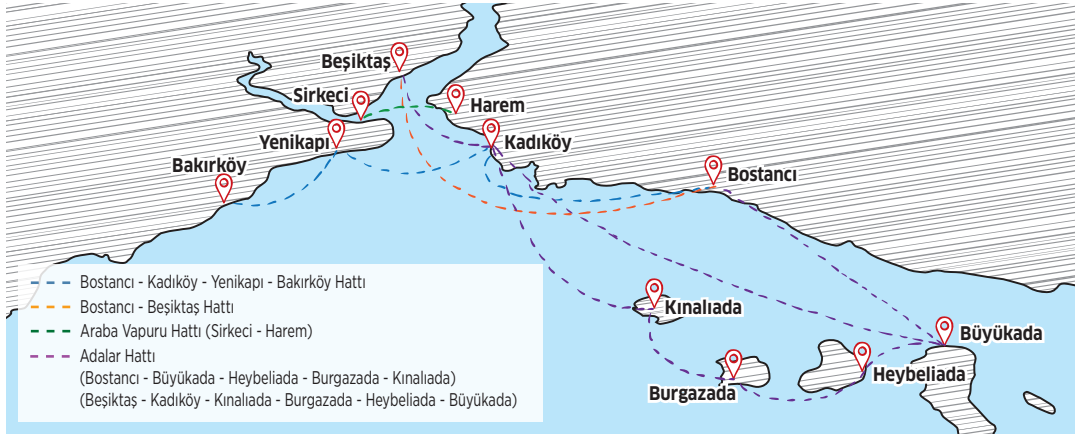 Beşiktaş
Sirkeci
Harem
Yenikapı
Kadıköy
Bakırköy
Bostancı
Kınalıada
Büyükada
Burgazada
Heybeliada
Bostancı - Kadıköy - Yenikapı - Bakırköy Hattı
Bostancı - Beşiktaş Hattı
Araba Vapuru Hattı (Sirkeci - Harem)
Adalar Hattı
(Bostancı - Büyükada - Heybeliada - Burgazada - Kınalıada)
(Beşiktaş - Kadıköy - Kınalıada - Burgazada - Heybeliada - Büyükada)